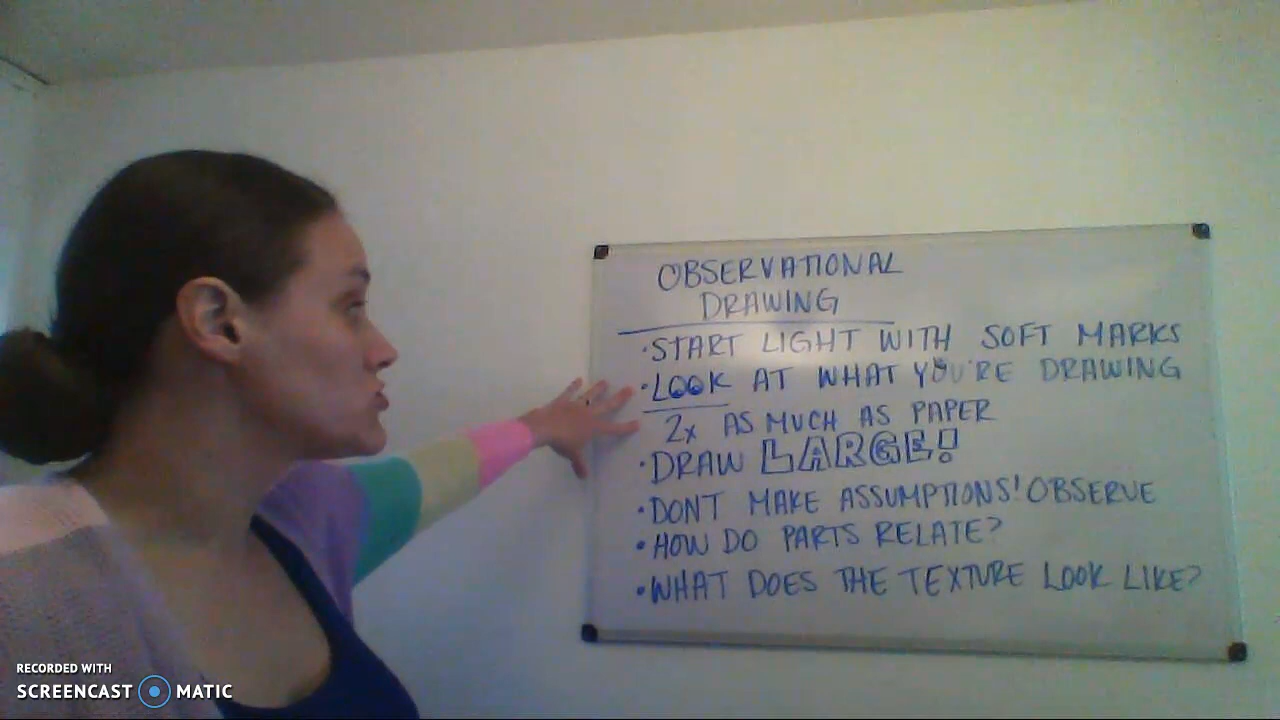 OBSERVATIONAL
DRAWING
·START LIGHT WITH SOFT MARKS
·LOOK AT WHAT YOU'RE DRAWING
2x AS MUCH AS PAPER
·DRAW LARGE!
·DONT MAKE ASSUMPTIONS! OBSERVE
·HOW DO PARTS RELATE?
·WHAT DOES THE TEXTURE LOOK LIKE?
RECORDED WITH
SCREENCAST MATIC